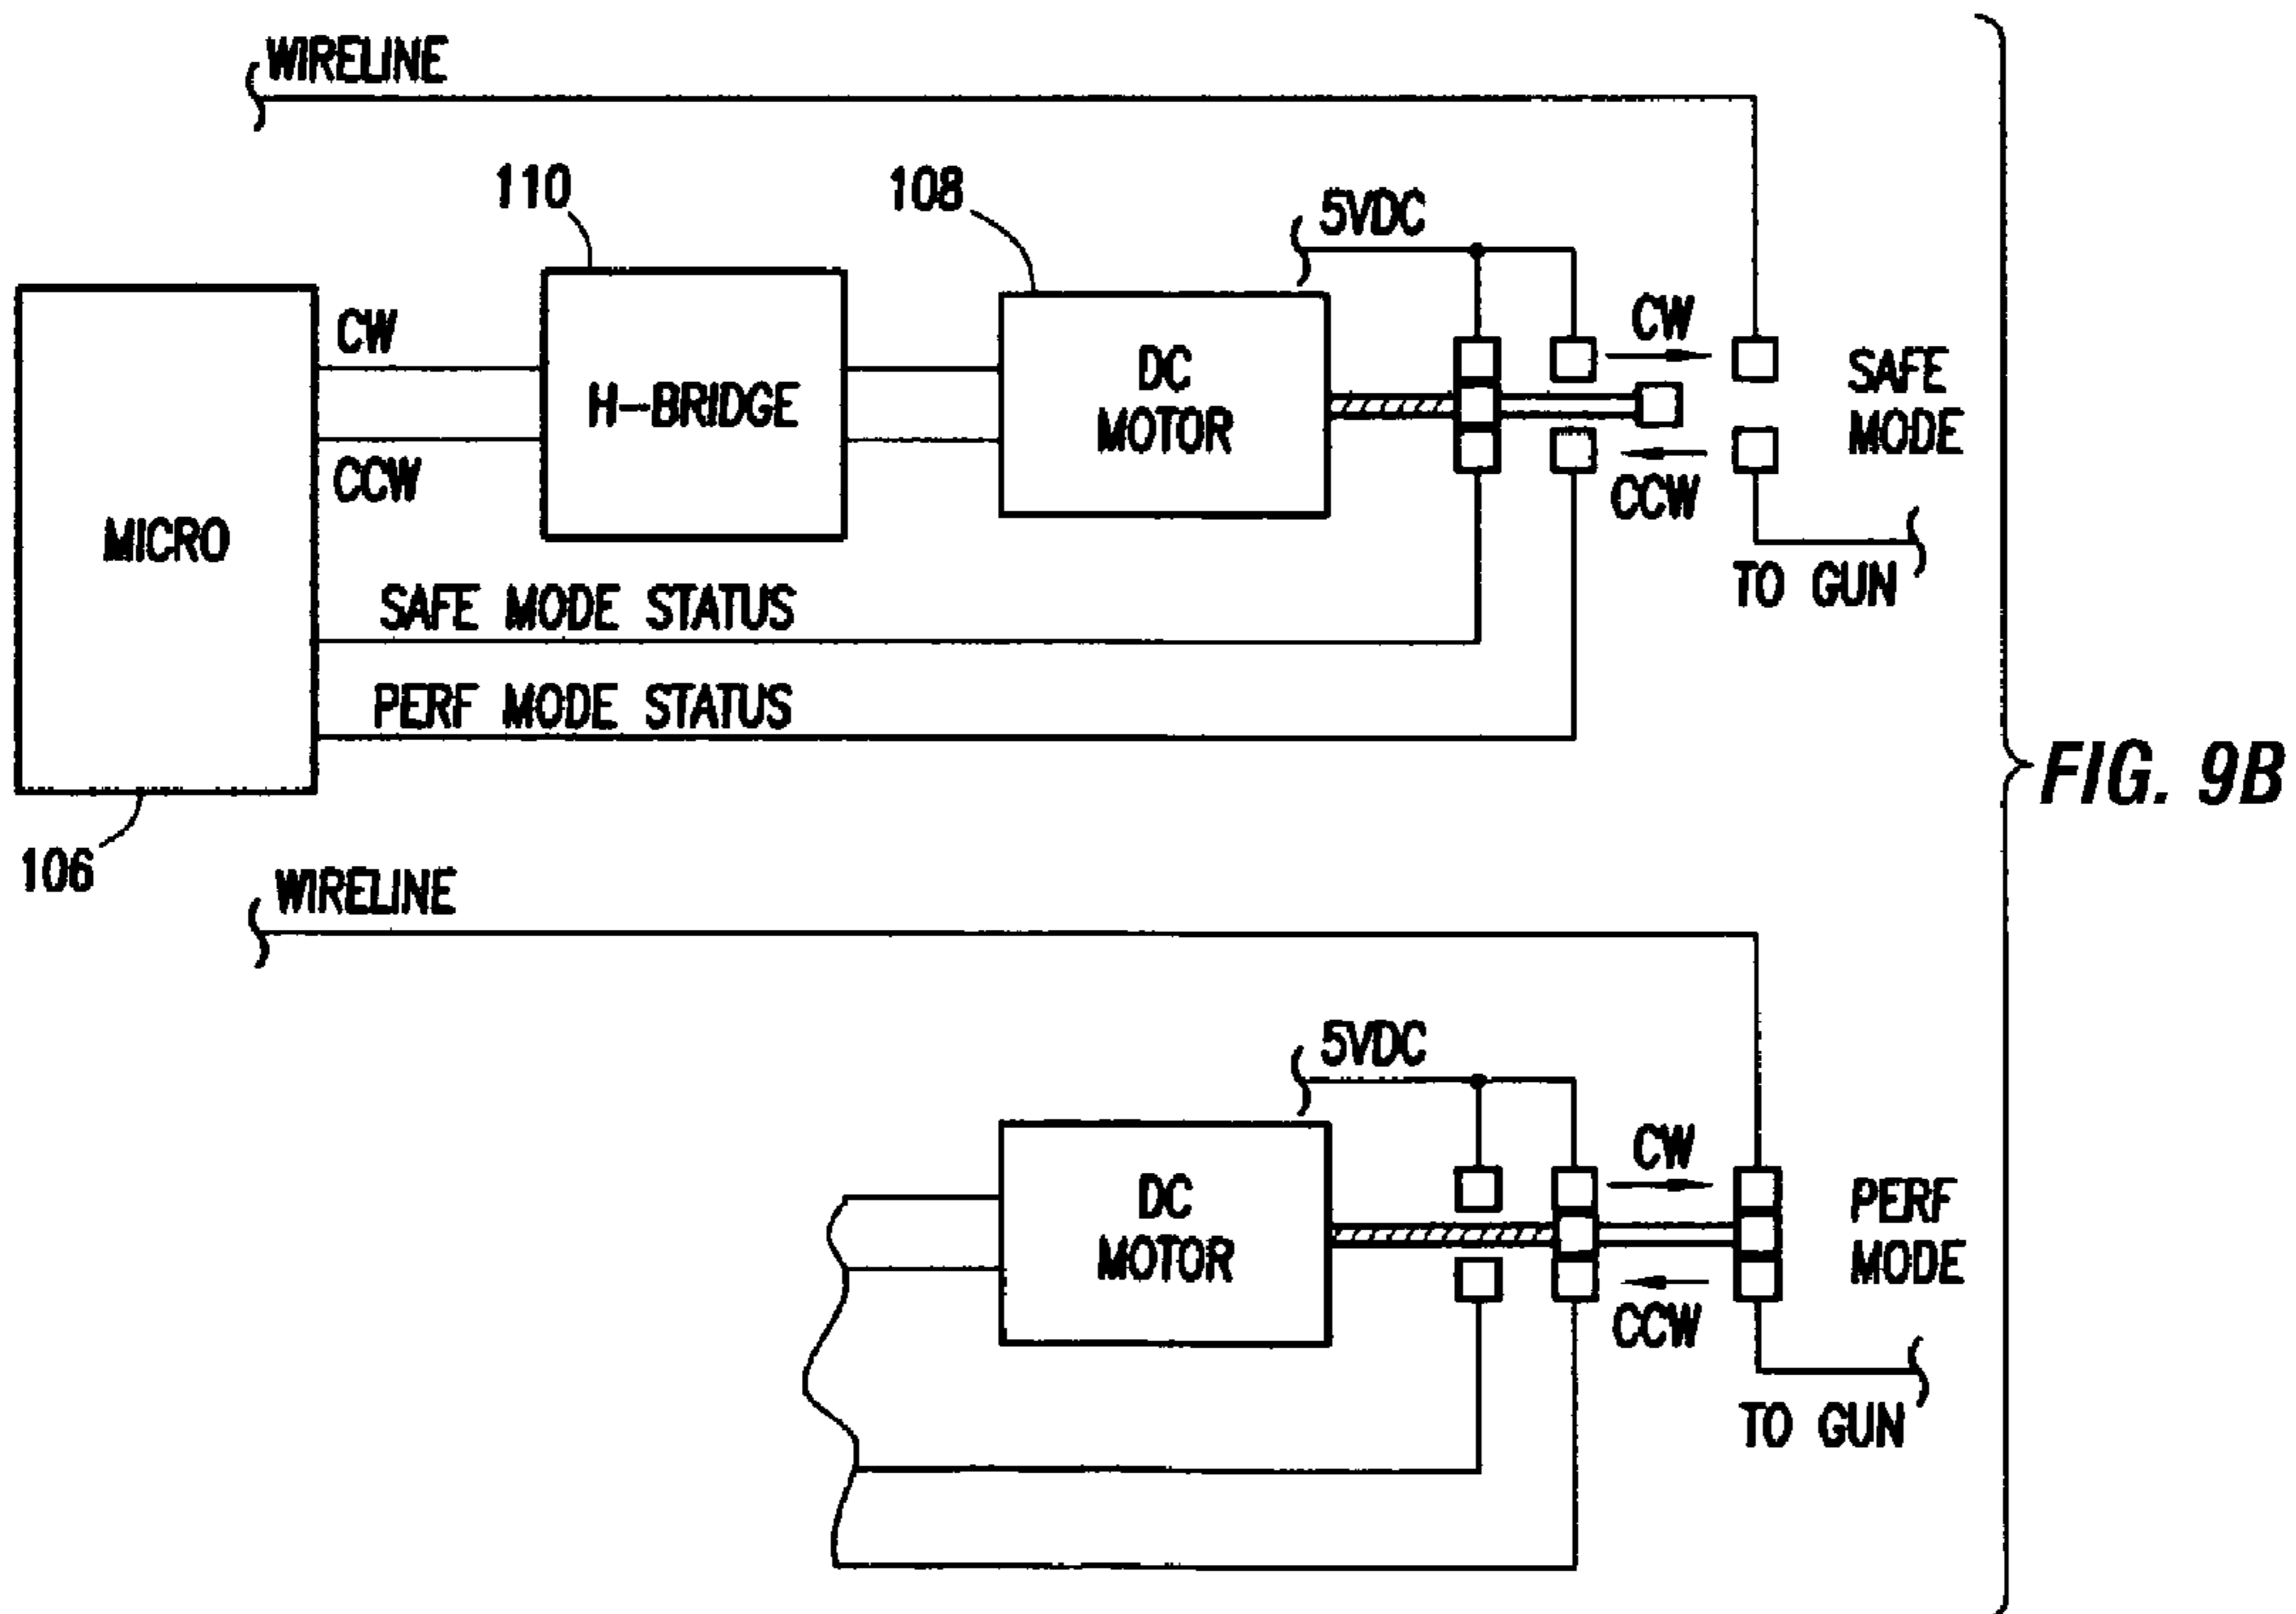 WIRELINE
110
108
5VDC
CW
CW
SAFE
MODE
DC
MOTOR
H-BRIDGE
CCW
CCW
MICRO
TO GUN
SAFE MODE STATUS
PERF MODE STATUS
FIG. 9B
106
WIRELINE
5VDC
CW
PERF
MODE
DC
MOTOR
CCW
TO GUN